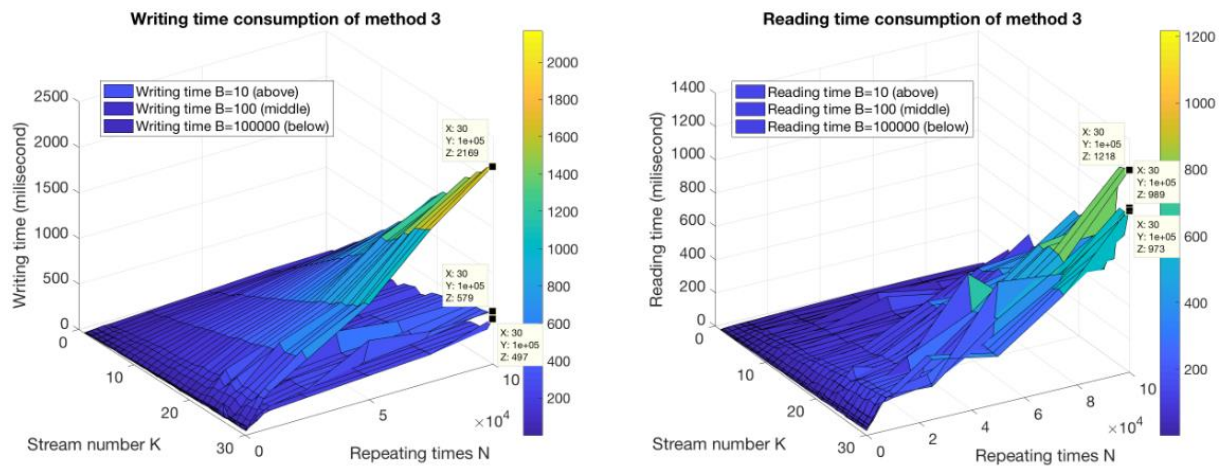 Writing time consumption of method 3
Writing time (milisecond)
2500
2000
1500
1000
500
0
Writing time B=10 (above)
Writing time B=100 (middle)
Writing time B=100000 (below)
X: 30
Y: 1e+05
Z: 2169
X: 30
Y: 1e+05
Z: 579
X: 30
Y: 1e+05
Z: 497
0
10
20
30
Stream number K
0
5
10
×10⁴
Repeating times N
2000
1800
1600
1400
1200
1000
800
600
400
200
Reading time consumption of method 3
Reading time (milisecond)
1400
1200
1000
800
600
400
200
0
Reading time B=10 (above)
Reading time B=100 (middle)
Reading time B=100000 (below)
X: 30
Y: 1e+05
Z: 1218
X: 30
Y: 1e+05
Z: 989
X: 30
Y: 1e+05
Z: 973
0
10
20
30
Stream number K
0
2
4
6
8
10
×10⁴
Repeating times N
1200
1000
800
600
400
200